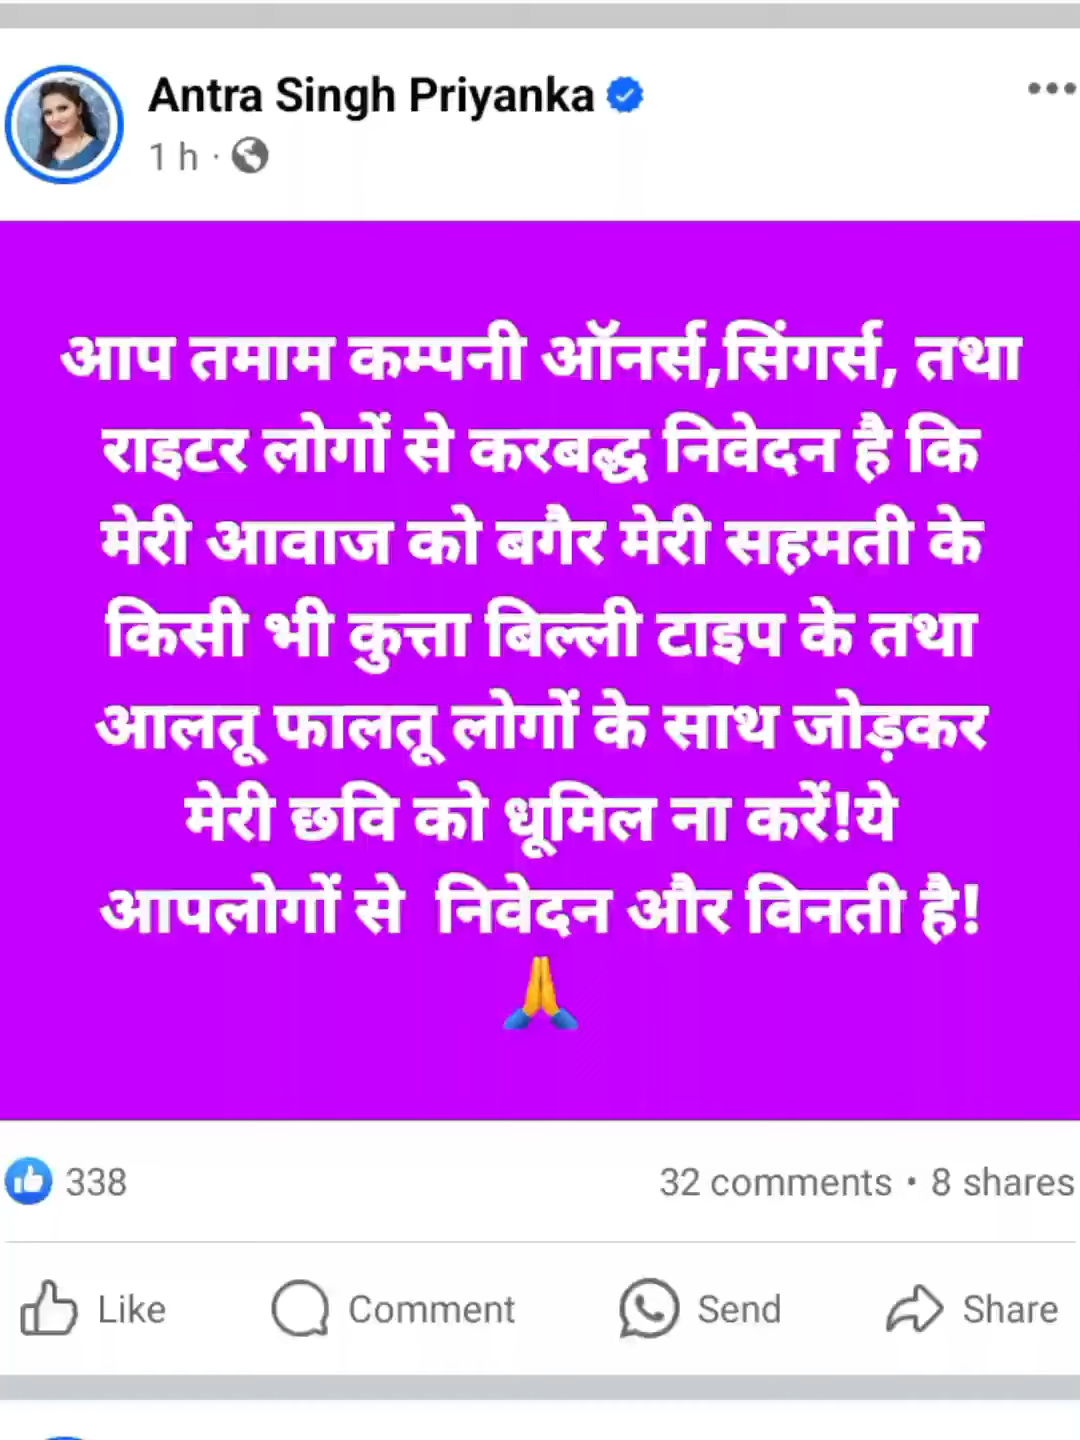 Antra Singh Priyanka
1 h ·
आप तमाम कम्पनी ऑनर्स,सिंगर्स, तथा
राइटर लोगों से करबद्ध निवेदन है कि
मेरी आवाज को बगैर मेरी सहमती के
किसी भी कुत्ता बिल्ली टाइप के तथा
आलतू फालतू लोगों के साथ जोड़कर
मेरी छवि को धूमिल ना करें!ये
आपलोगों से निवेदन और विनती है!
🙏
338 32 comments • 8 shares
Like Comment Send Share